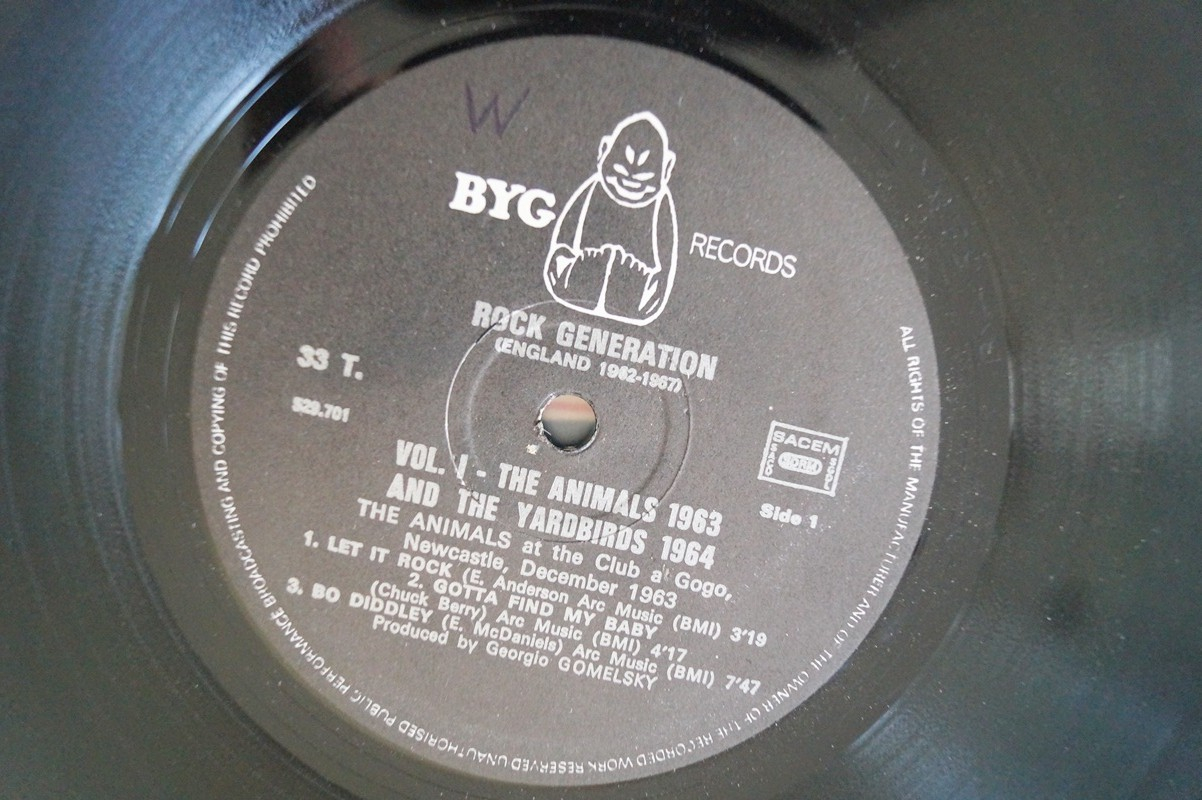 W
BYG
RECORDS
ROCK GENERATION
(ENGLAND 1962-1967)
33 T.
529.701
SACEM
SACD
SDRM
SGDL
Side 1
VOL. I - THE ANIMALS 1963
AND THE YARDBIRDS 1964
THE ANIMALS at the Club a Gogo,
Newcastle, December 1963
1. LET IT ROCK (E. Anderson Arc Music (BMI) 3'19
2. GOTTA FIND MY BABY
(Chuck Berry) Arc Music (BMI) 4'17
3. BO DIDDLEY (E. McDaniels) Arc Music (BMI) 7'47
Produced by Georgio GOMELSKY
ALL RIGHTS OF THE MANUFACTURER AND OF THE OWNER OF THE RECORDED WORK RESERVED UNAUTHORISED PUBLIC PERFORMANCE BROADCASTING AND COPYING OF THIS RECORD PROHIBITED